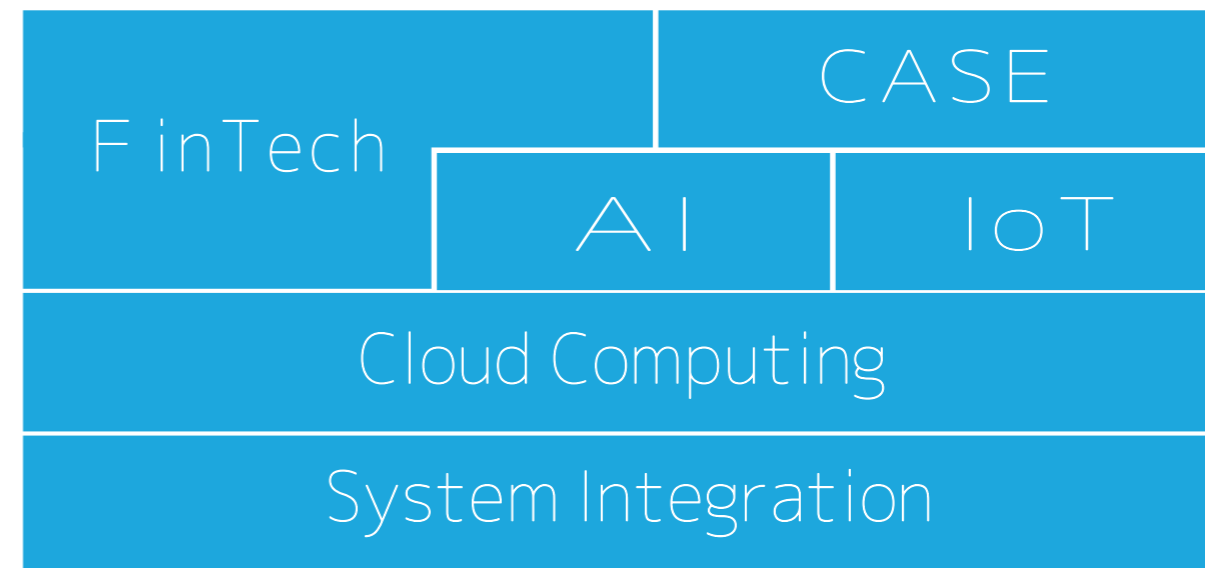 CASE
FinTech
AI
IoT
Cloud Computing
System Integration